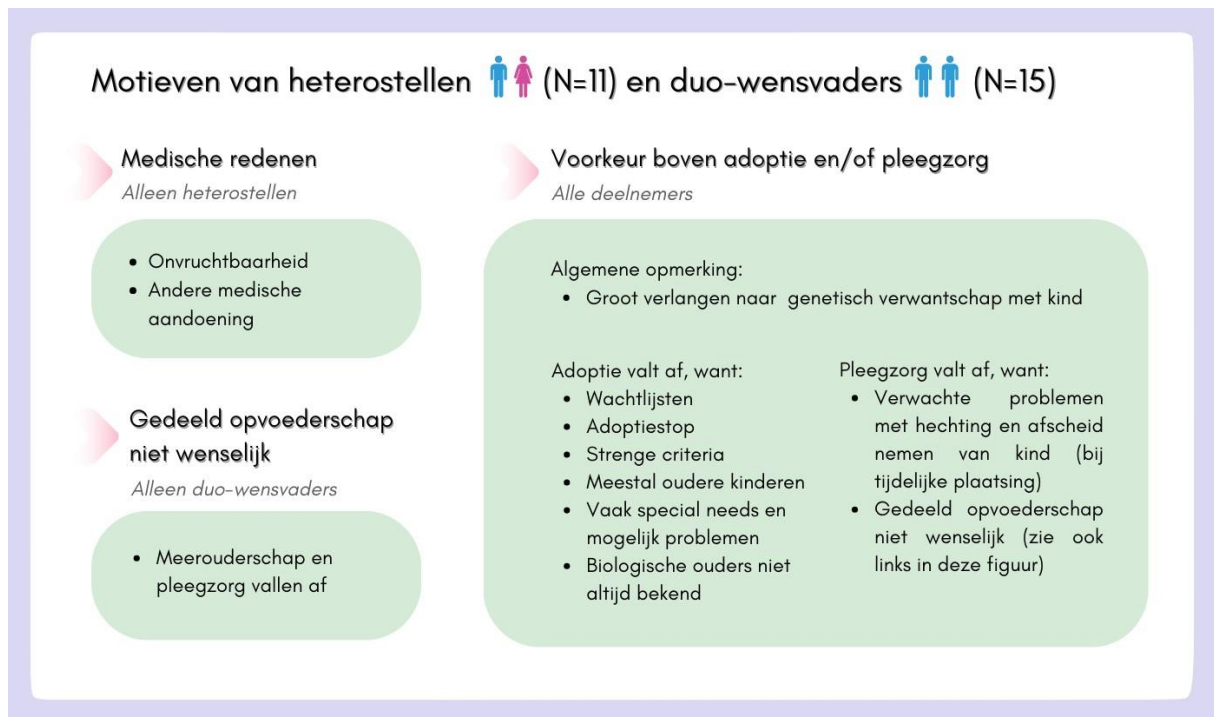 Motieven van heterostellen (N=11) en duo-wensvaders (N=15)
Medische redenen
Alleen heterostellen
• Onvruchtbaarheid
• Andere medische
aandoening
Gedeeld opvoederschap
niet wenselijk
Alleen duo-wensvaders
• Meerouderschap en
pleegzorg vallen af
Voorkeur boven adoptie en/of pleegzorg
Alle deelnemers
Algemene opmerking:
• Groot verlangen naar genetisch verwantschap met kind
Adoptie valt af, want:
• Wachtlijsten
• Adoptiestop
• Strenge criteria
• Meestal oudere kinderen
• Vaak special needs en
mogelijk problemen
• Biologische ouders niet
altijd bekend
Pleegzorg valt af, want:
• Verwachte problemen
met hechting en afscheid
nemen van kind (bij
tijdelijke plaatsing)
• Gedeeld opvoederschap
niet wenselijk (zie ook
links in deze figuur)